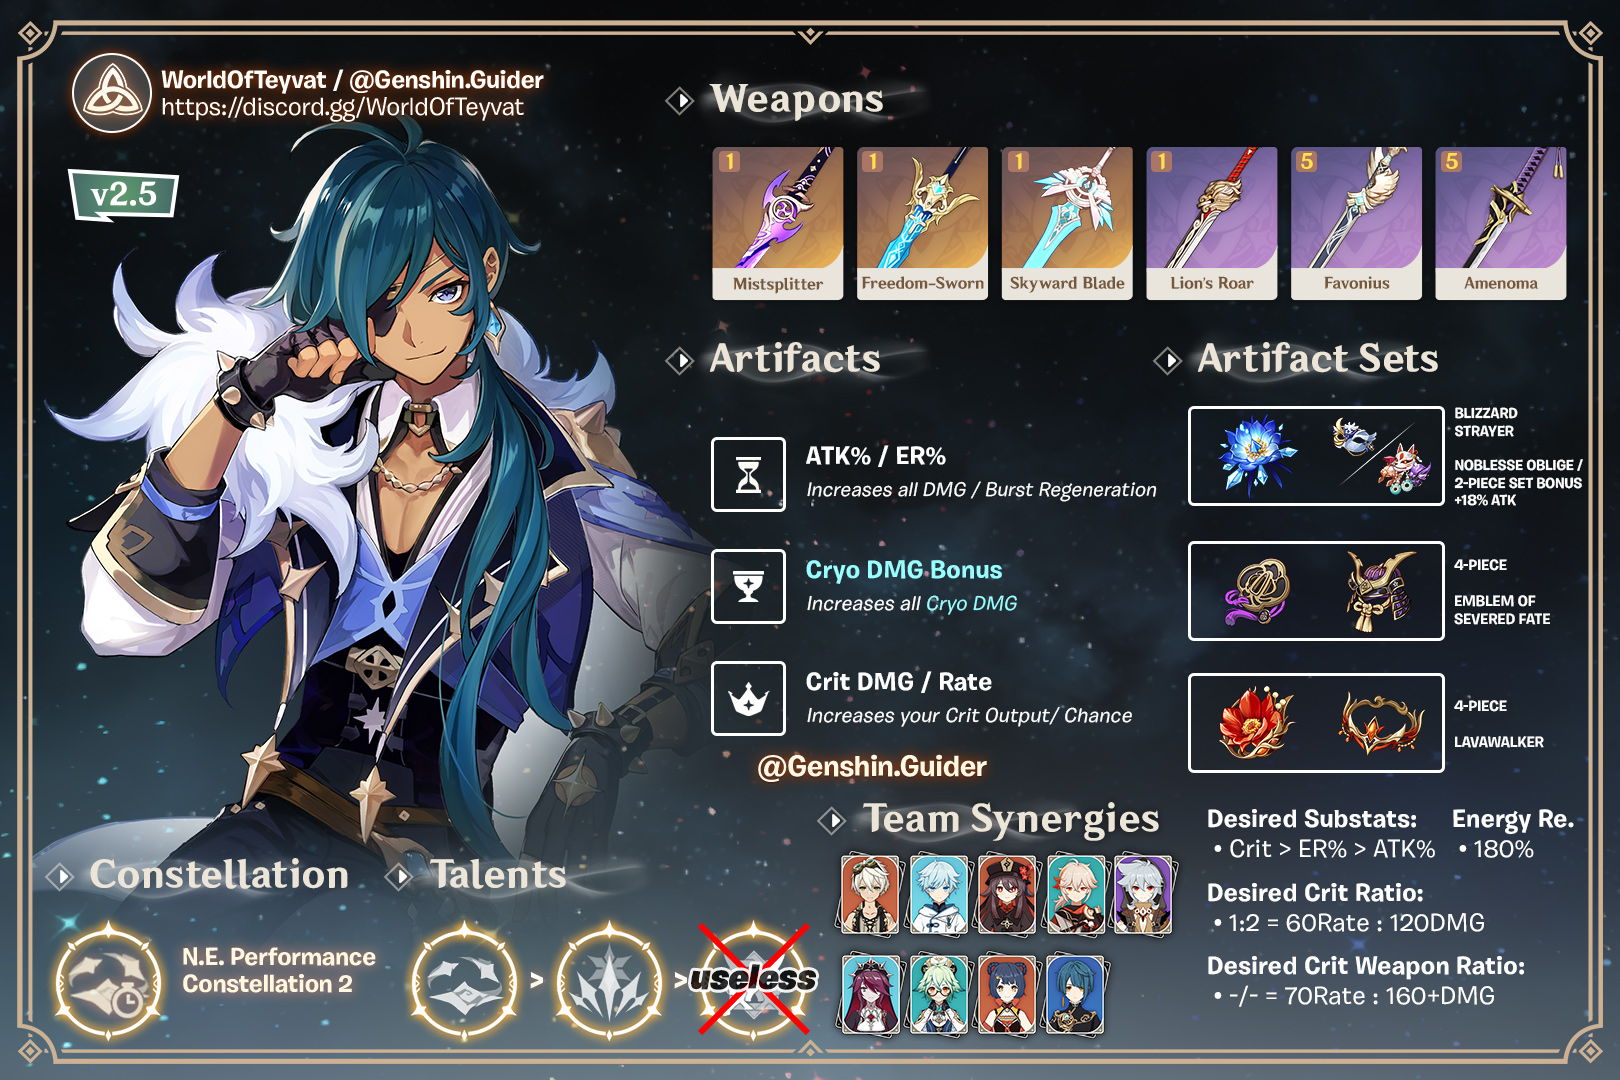 WorldOfTeyvat / @Genshin.Guider
https://discord.gg/WorldOfTeyvat
v2.5
Weapons
1
1
1
1
5
5
Mistsplitter
Freedom-Sworn
Skyward Blade
Lion's Roar
Favonius
Amenoma
Artifacts
ATK% / ER%
Increases all DMG / Burst Regeneration
Cryo DMG Bonus
Increases all Cryo DMG
Crit DMG / Rate
Increases your Crit Output/ Chance
@Genshin.Guider
Artifact Sets
BLIZZARD
STRAYER
NOBLESSE OBLIGE /
2-PIECE SET BONUS
+18% ATK
4-PIECE
EMBLEM OF
SEVERED FATE
4-PIECE
LAVAWALKER
Constellation
N.E. Performance
Constellation 2
Talents
>
>
useless
Team Synergies
Desired Substats:
• Crit > ER% > ATK%
Energy Re.
• 180%
Desired Crit Ratio:
• 1:2 = 60Rate : 120DMG
Desired Crit Weapon Ratio:
• -/- = 70Rate : 160+DMG